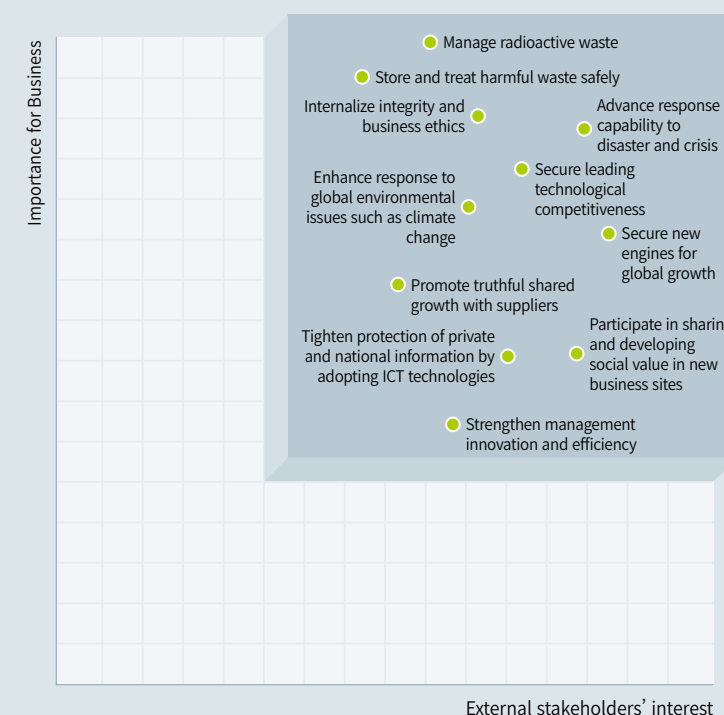 Importance for Business
Manage radioactive waste
Store and treat harmful waste safely
Internalize integrity and
business ethics
Advance response
capability to
disaster and crisis
Secure leading
technological
competitiveness
Enhance response to
global environmental
issues such as climate
change
Secure new
engines for
global growth
Promote truthful shared
growth with suppliers
Tighten protection of private
and national information by
adopting ICT technologies
Participate in sharin
and developing
social value in new
business sites
Strengthen management
innovation and efficiency
External stakeholders’ interest